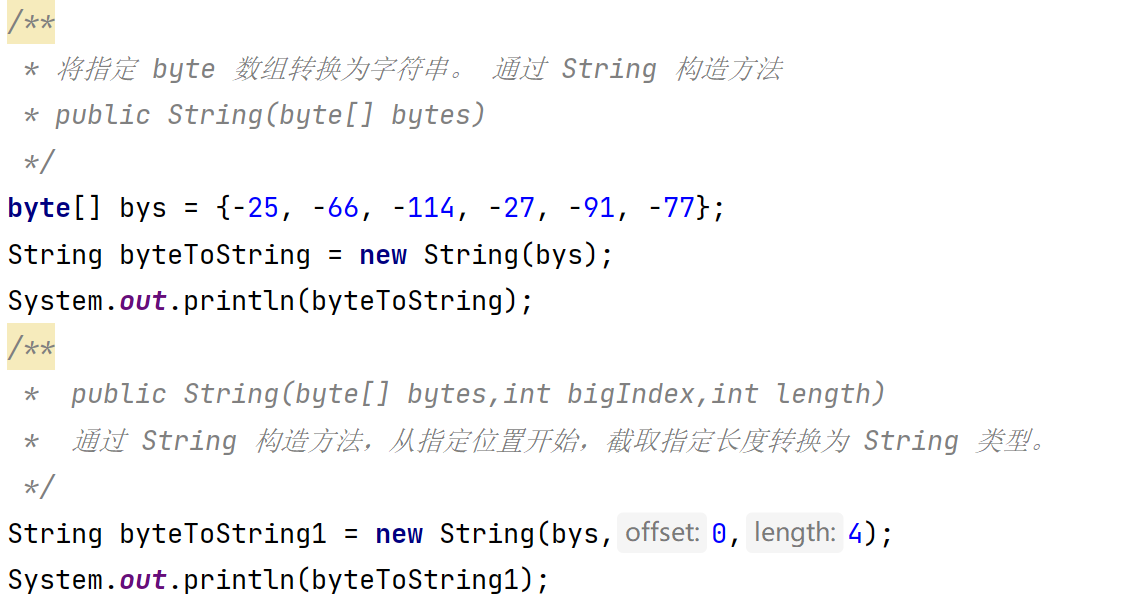 /**
 * 将指定 byte 数组转换为字符串。 通过 String 构造方法
 * public String(byte[] bytes)
 */
byte[] bys = {-25, -66, -114, -27, -91, -77};
String byteToString = new String(bys);
System.out.println(byteToString);
/**
 *  public String(byte[] bytes,int bigIndex,int length)
 *  通过 String 构造方法，从指定位置开始，截取指定长度转换为 String 类型。
 */
String byteToString1 = new String(bys, offset: 0, length: 4);
System.out.println(byteToString1);